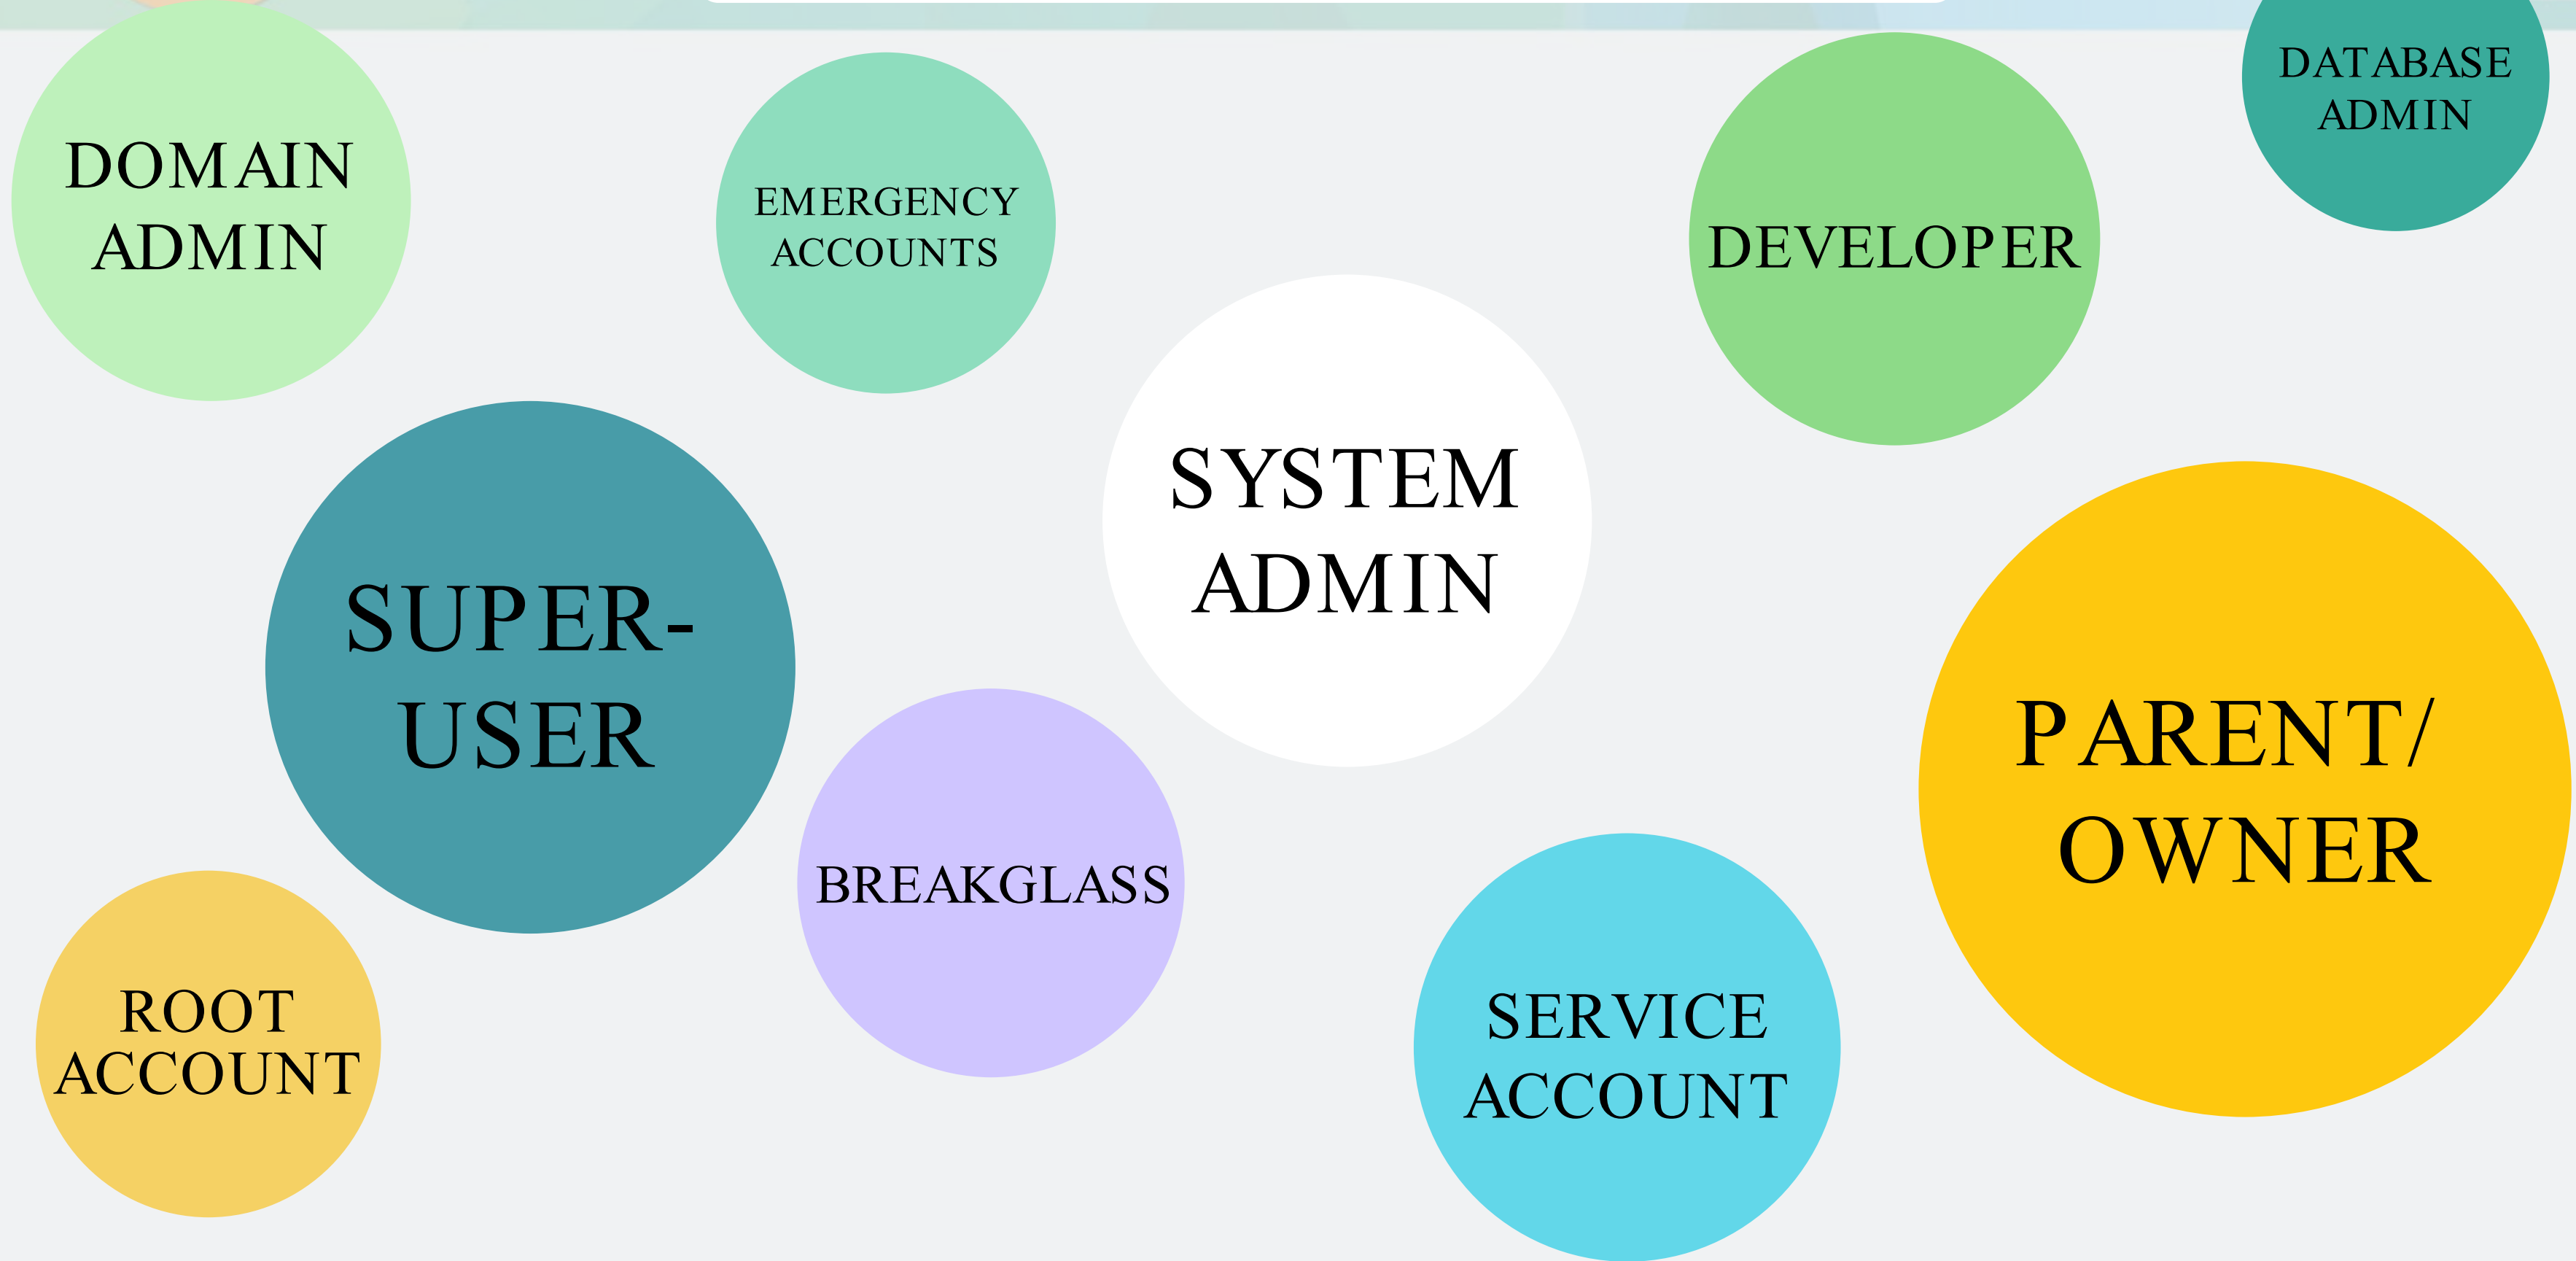 DOMAIN
ADMIN
EMERGENCY
ACCOUNTS
DEVELOPER
DATABASE
ADMIN
SUPER-
USER
SYSTEM
ADMIN
PARENT/
OWNER
BREAKGLASS
ROOT
ACCOUNT
SERVICE
ACCOUNT